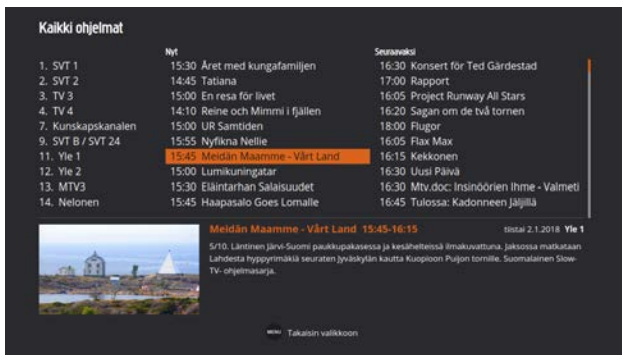 Kaikki ohjelmat
Nyt Seuraavaksi
1. SVT 1 15:30 Året med kungafamiljen 16:30 Konsert för Ted Gärdestad
2. SVT 2 14:45 Tatiana 17:00 Rapport
3. TV 3 15:00 En resa för livet 16:05 Project Runway All Stars
4. TV 4 14:10 Reine och Mimmi i fjällen 16:20 Sagan om de två tornen
7. Kunskapskanalen 15:00 UR Samtiden 18:00 Flugor
9. SVT B / SVT 24 15:55 Nyfikna Nellie 16:05 Flax Max
11. Yle 1 15:45 Meidän Maamme - Vårt Land 16:15 Kekkonen
12. Yle 2 15:00 Lumikuningatar 16:30 Uusi Päivä
13. MTV3 15:30 Eläintarhan Salaisuudet 16:30 Mtv.doc: Insinöörien Ihme - Valmeti
14. Nelonen 15:45 Haapasalo Goes Lomalle 16:45 Tulossa: Kadonneen Jäljillä
Meidän Maamme - Vårt Land 15:45-16:15 tiistai 2.1.2018 Yle 1
5/10. Läntinen Järvi-Suomi paukkupakasessa ja kesähelteissä ilmakuvattuna. Jaksossa matkataan
Lahdesta hyppyrimäkiä seuraten Jyväskylän kautta Kuopioon Puijon tornille. Suomalainen Slow-
TV- ohjelmasarja.
MENU Takaisin valikkoon